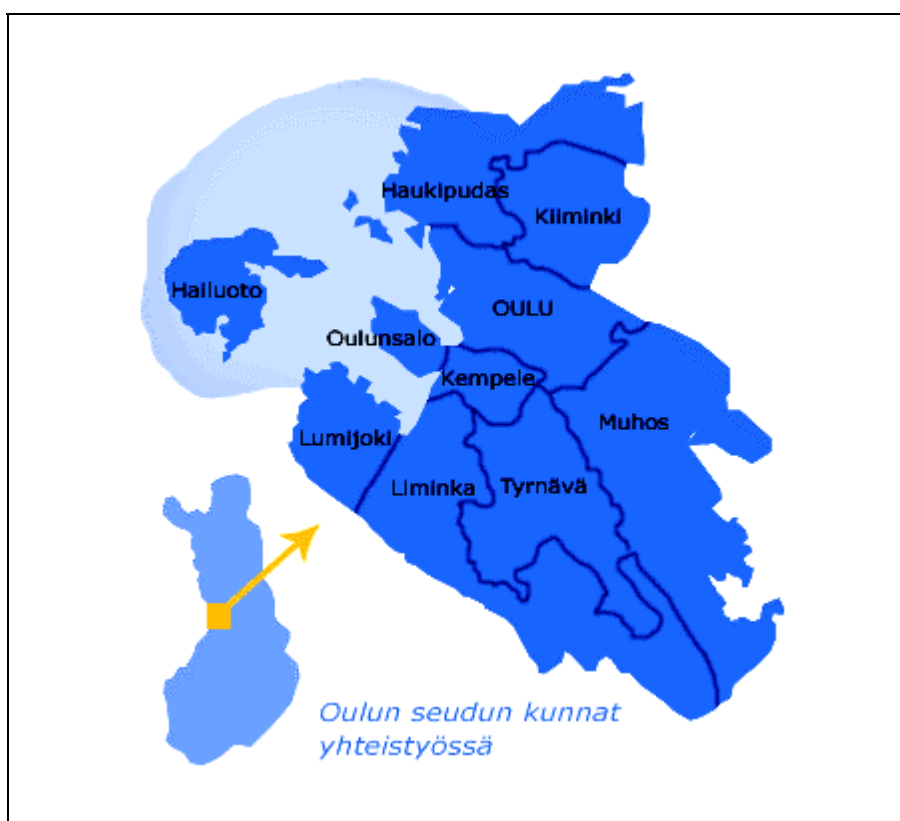 Haukipudas
Kiiminki
Hailuoto
OULU
Oulunsalo
Kempele
Muhos
Lumijoki
Liminka
Tyrnävä
Oulun seudun kunnat
yhteistyössä